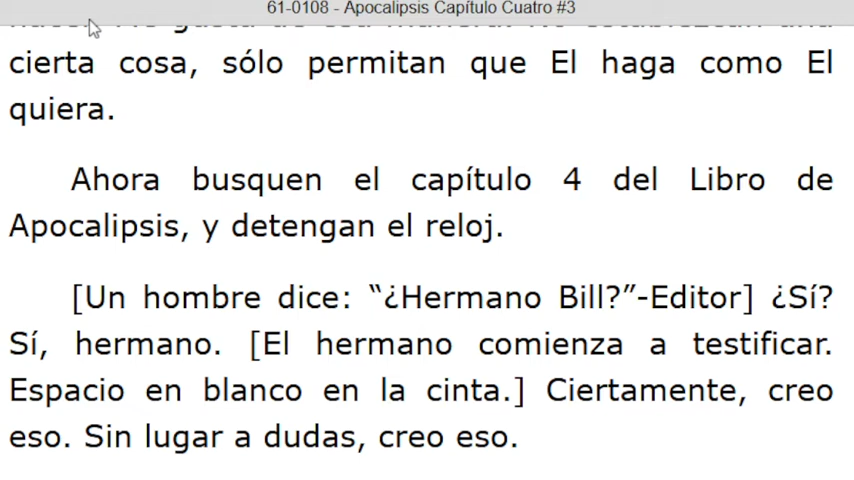 61-0108 - Apocalipsis Capítulo Cuatro #3
cierta cosa, sólo permitan que El haga como El
quiera.
Ahora busquen el capítulo 4 del Libro de
Apocalipsis, y detengan el reloj.
[Un hombre dice: “¿Hermano Bill?”-Editor] ¿Sí?
Sí, hermano. [El hermano comienza a testificar.
Espacio en blanco en la cinta.] Ciertamente, creo
eso. Sin lugar a dudas, creo eso.